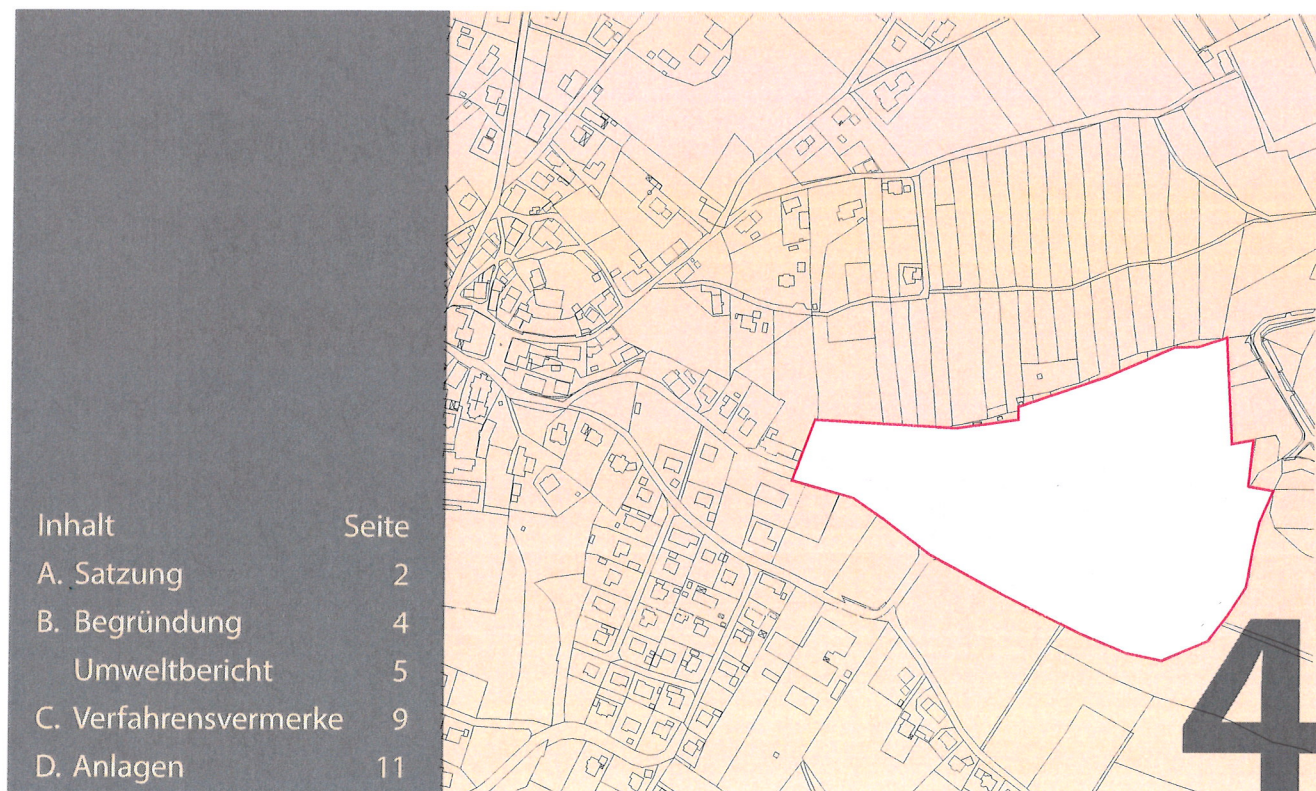 Inhalt Seite
A. Satzung 2
B. Begründung 4
Umweltbericht 5
C. Verfahrensvermerke 9
D. Anlagen 11
4